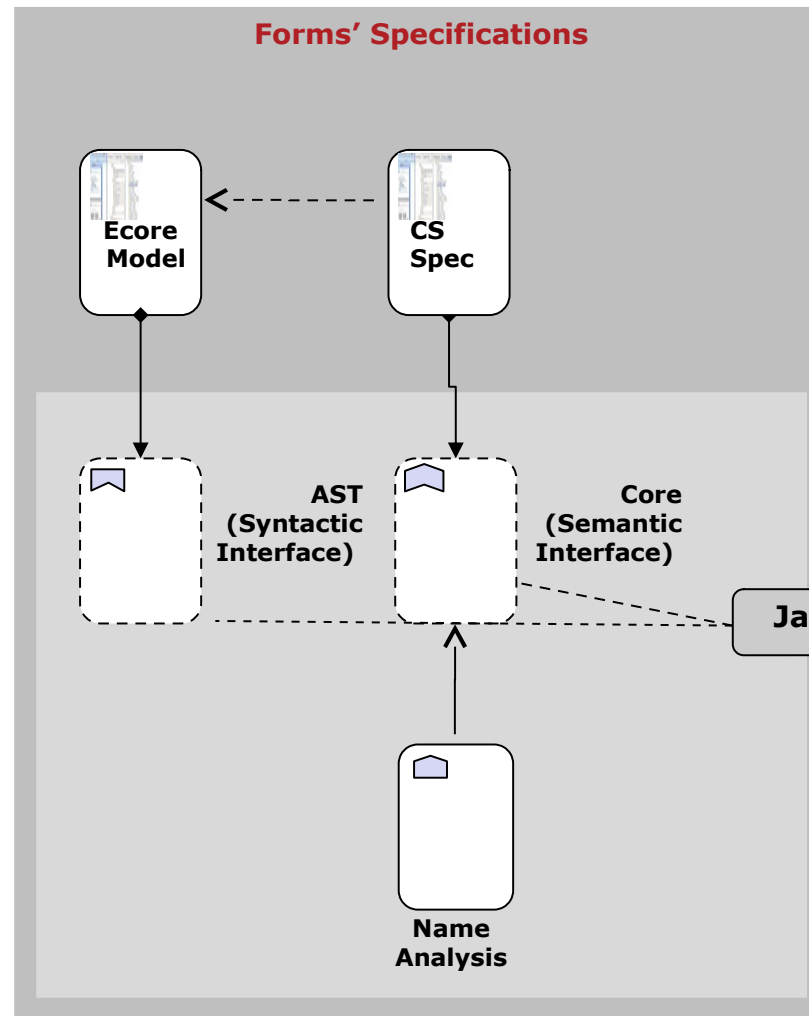 Forms’ Specifications
Ecore
Model
CS
Spec
AST
(Syntactic
Interface)
Core
(Semantic
Interface)
Ja
Name
Analysis